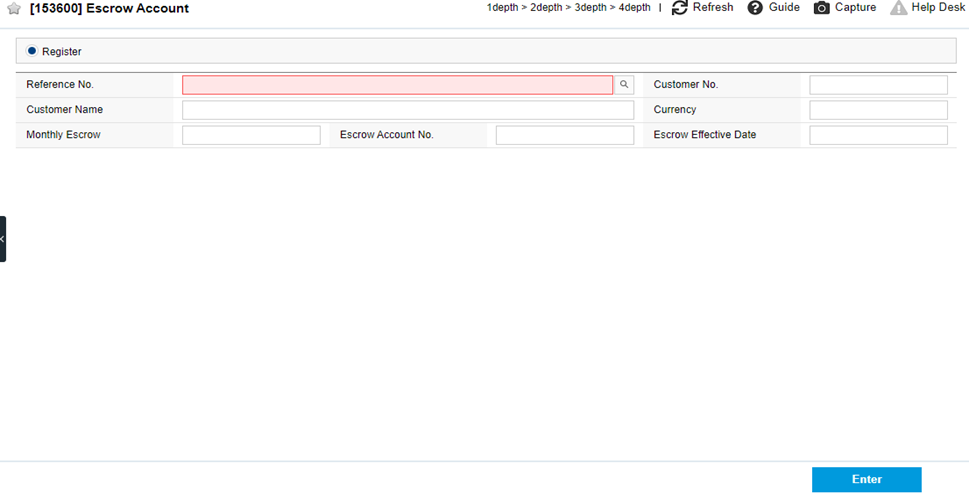 [153600] Escrow Account 1depth > 2depth > 3depth > 4depth | Refresh Guide Capture Help Desk
Register
Reference No. Customer No.
Customer Name Currency
Monthly Escrow Escrow Account No. Escrow Effective Date
Enter